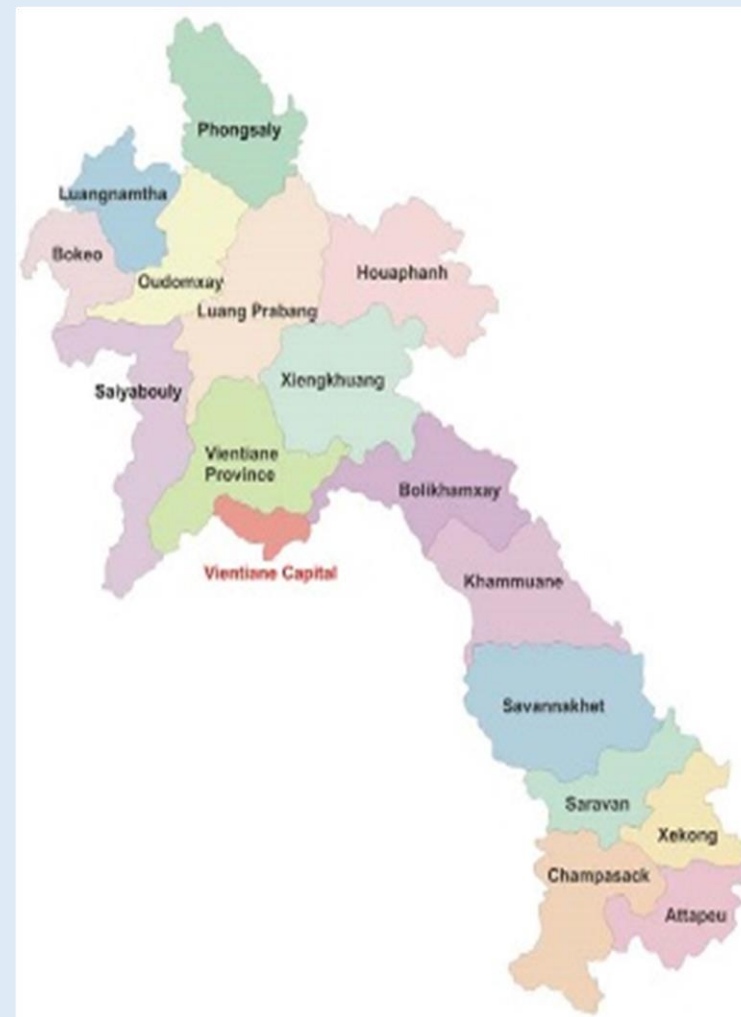 Phongsaly
Luangnamtha
Bokeo
Oudomxay
Houaphanh
Luang Prabang
Xiengkhuang
Saiyabouly
Vientiane
Province
Bolikhamxay
Vientiane Capital
Khammuane
Savannakhet
Saravan
Xekong
Champasack
Attapeu